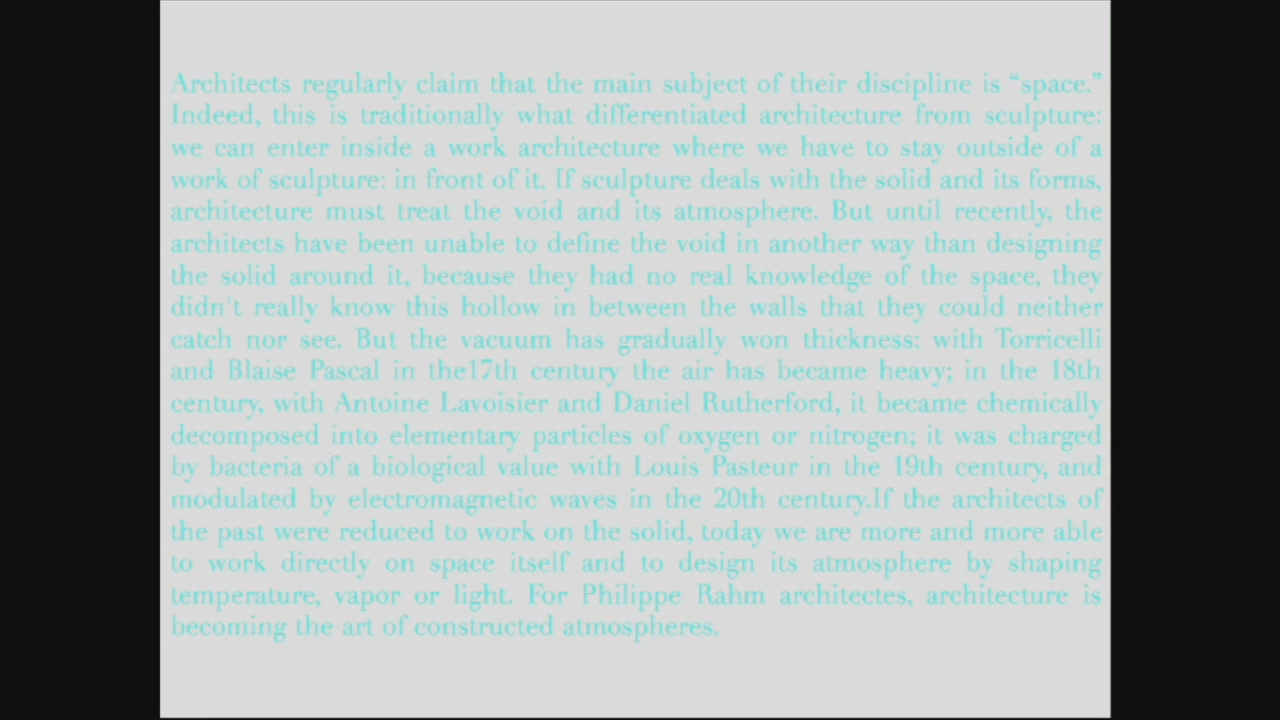 Architects regularly claim that the main subject of their discipline is “space.”
Indeed, this is traditionally what differentiated architecture from sculpture:
we can enter inside a work architecture where we have to stay outside of a
work of sculpture: in front of it. If sculpture deals with the solid and its forms,
architecture must treat the void and its atmosphere. But until recently, the
architects have been unable to define the void in another way than designing
the solid around it, because they had no real knowledge of the space, they
didn't really know this hollow in between the walls that they could neither
catch nor see. But the vacuum has gradually won thickness: with Torricelli
and Blaise Pascal in the17th century the air has became heavy; in the 18th
century, with Antoine Lavoisier and Daniel Rutherford, it became chemically
decomposed into elementary particles of oxygen or nitrogen; it was charged
by bacteria of a biological value with Louis Pasteur in the 19th century, and
modulated by electromagnetic waves in the 20th century.If the architects of
the past were reduced to work on the solid, today we are more and more able
to work directly on space itself and to design its atmosphere by shaping
temperature, vapor or light. For Philippe Rahm architectes, architecture is
becoming the art of constructed atmospheres.